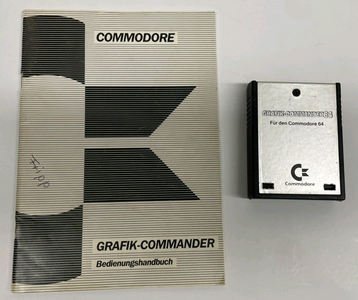 COMMODORE
GRAFIK-COMMANDER
Bedienungshandbuch
GRAFIK-COMMANDER 64
Für den Commodore 64
Commodore